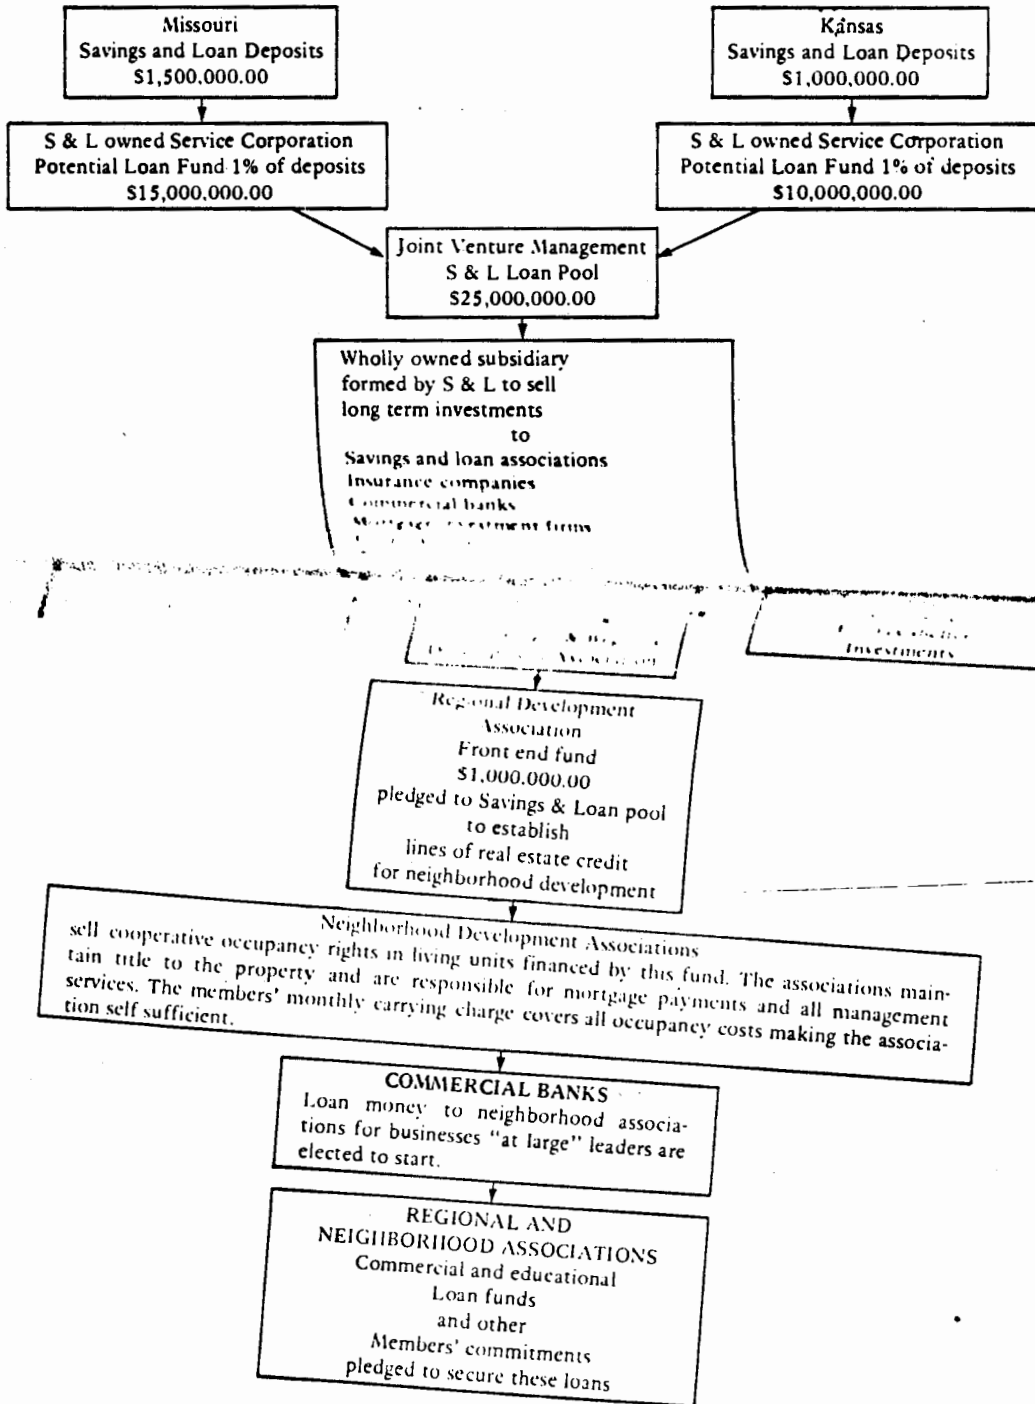 Missouri
Savings and Loan Deposits
$1,500,000.00
Kansas
Savings and Loan Deposits
$1,000,000.00
S & L owned Service Corporation
Potential Loan Fund 1% of deposits
$15,000,000.00
S & L owned Service Corporation
Potential Loan Fund 1% of deposits
$10,000,000.00
Joint Venture Management
S & L Loan Pool
$25,000,000.00
Wholly owned subsidiary
formed by S & L to sell
long term investments
to
Savings and loan associations
Insurance companies
Commercial banks
Mortgage investment firms
Association
Investments
Regional Development
Association
Front end fund
$1,000.000.00
pledged to Savings & Loan pool
to establish
lines of real estate credit
for neighborhood development
Neighborhood Development Associations
sell cooperative occupancy rights in living units financed by this fund. The associations main-
tain title to the property and are responsible for mortgage payments and all management
services. The members' monthly carrying charge covers all occupancy costs making the associa-
tion self sufficient.
COMMERCIAL BANKS
Loan money to neighborhood associa-
tions for businesses "at large" leaders are
elected to start.
REGIONAL AND
NEIGHBORHOOD ASSOCIATIONS
Commercial and educational
Loan funds
and other
Members' commitments
pledged to secure these loans